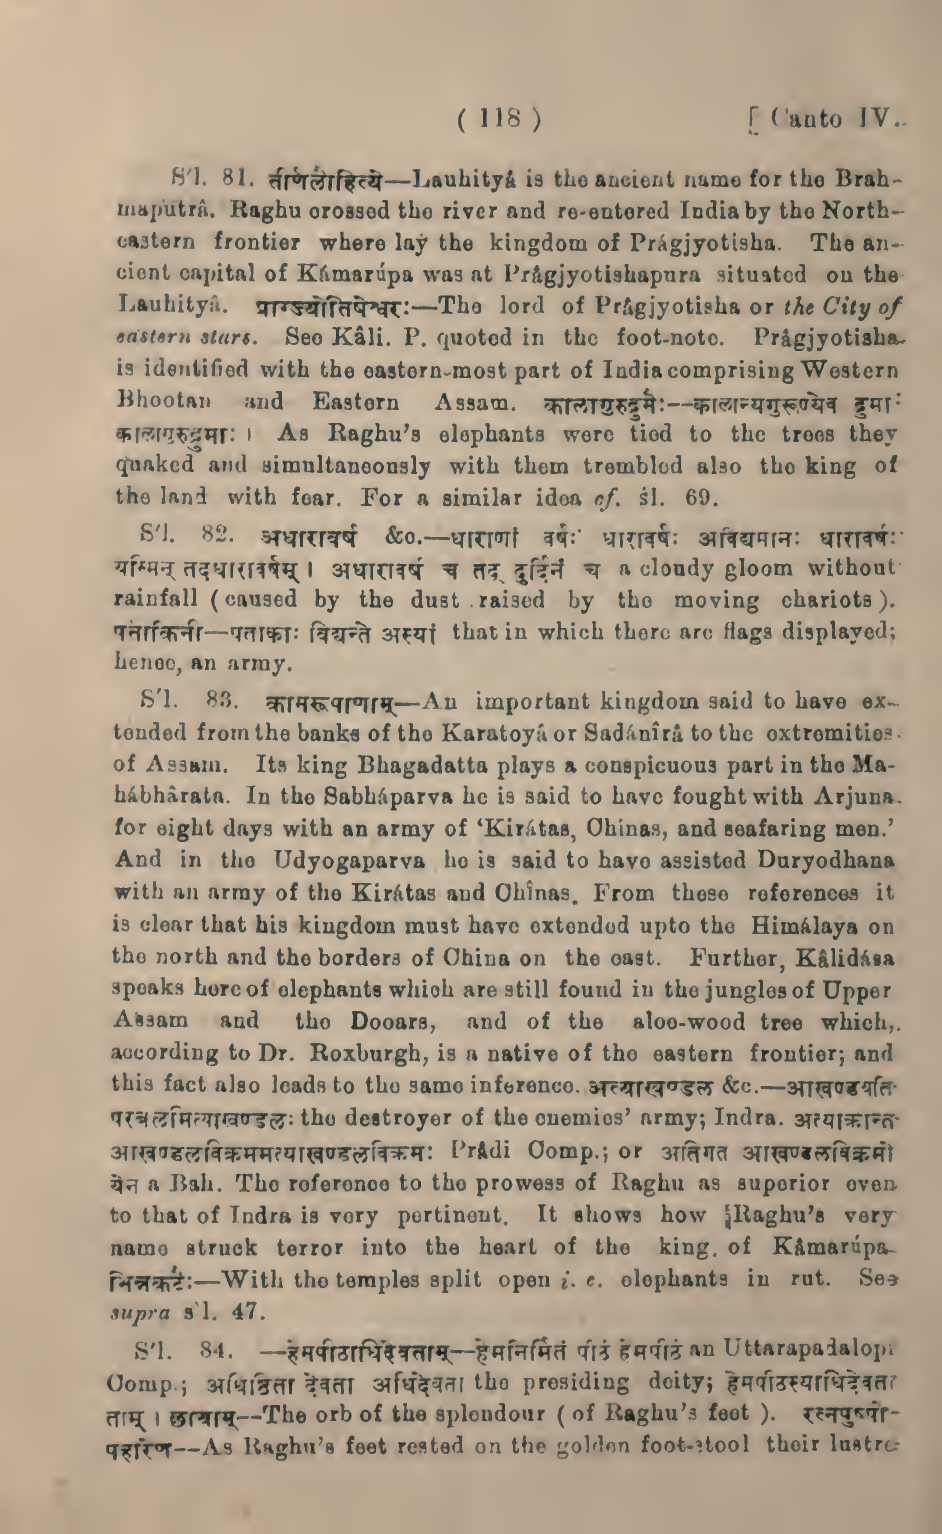 ( 118 ) [ Canto IV.
S'l. 81. तीर्णलौहित्ये—Lauhityá is the ancient name for the Brah-
maputrâ. Raghu crossed the river and re-entered India by the North-
eastern frontier where lay the kingdom of Prágjyotisha. The an-
cient capital of Kámarúpa was at Prâgjyotishapura situated on the
Lauhityâ. प्राग्ज्योतिषेश्वरः:—The lord of Prâgjyotisha or the City of
eastern stars. See Kâli. P. quoted in the foot-note. Prâgjyotisha
is identified with the eastern-most part of India comprising Western
Bhootan and Eastern Assam. कालागुरुद्रुमैः:--कालान्यगुरूण्येव द्रुमाः
कालागुरुद्रुमाः । As Raghu's elephants were tied to the trees they
quaked and simultaneously with them trembled also the king of
the land with fear. For a similar idea cf. śl. 69.
S'l. 82. अधारावर्ष &c.—धाराणां वर्षः धारावर्षः अविद्यमानः धारावर्षः
यस्मिन् तदधारावर्षम् । अधारावर्षं च तद् दुर्दिनं च a cloudy gloom without
rainfall ( caused by the dust raised by the moving chariots ).
पताकिनी—पताकाः विद्यन्ते अस्यां that in which there are flags displayed;
hence, an army.
S'l. 83. कामरूपाणाम्—An important kingdom said to have ex-
tended from the banks of the Karatoyá or Sadánîrâ to the extremities
of Assam. Its king Bhagadatta plays a conspicuous part in the Ma-
hábhârata. In the Sabháparva he is said to have fought with Arjuna
for eight days with an army of ‘Kirátas, Chinas, and seafaring men.’
And in the Udyogaparva he is said to have assisted Duryodhana
with an army of the Kirátas and Chînas. From these references it
is clear that his kingdom must have extended upto the Himálaya on
the north and the borders of China on the east. Further, Kâlidása
speaks here of elephants which are still found in the jungles of Upper
Assam and the Dooars, and of the aloe-wood tree which,
according to Dr. Roxburgh, is a native of the eastern frontier; and
this fact also leads to the same inference. अत्याखण्डल &c.—आखण्डयति
परबलमित्याखण्डलः the destroyer of the enemies' army; Indra. अत्याक्रान्त
आखण्डलविक्रममत्याखण्डलविक्रमः Prâdi Comp.; or अतिगत आखण्डलविक्रमो
येन a Bah. The reference to the prowess of Raghu as superior even
to that of Indra is very pertinent. It shows how Raghu's very
name struck terror into the heart of the king of Kâmarúpa
भिन्नकटैः:—With the temples split open i. e. elephants in rut. See
supra s'l. 47.
S'l. 84. —हेमपीठाधिदेवताम्—हेमनिर्मितं पीठं हेमपीठं an Uttarapadalopi
Comp.; अधिश्रिता देवता अधिदेवता the presiding deity; हेमपीठस्याधिदेवता
ताम् । छायाम्--The orb of the splendour ( of Raghu's feet ). रत्नपुष्पो-
पहारेण--As Raghu's feet rested on the golden foot-stool their lustre